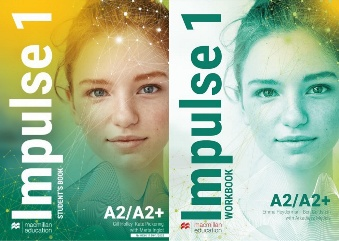 Impulse 1
STUDENT'S BOOK
A2/A2+
macmillan
education
Impulse 1
WORKBOOK
A2/A2+
macmillan
education